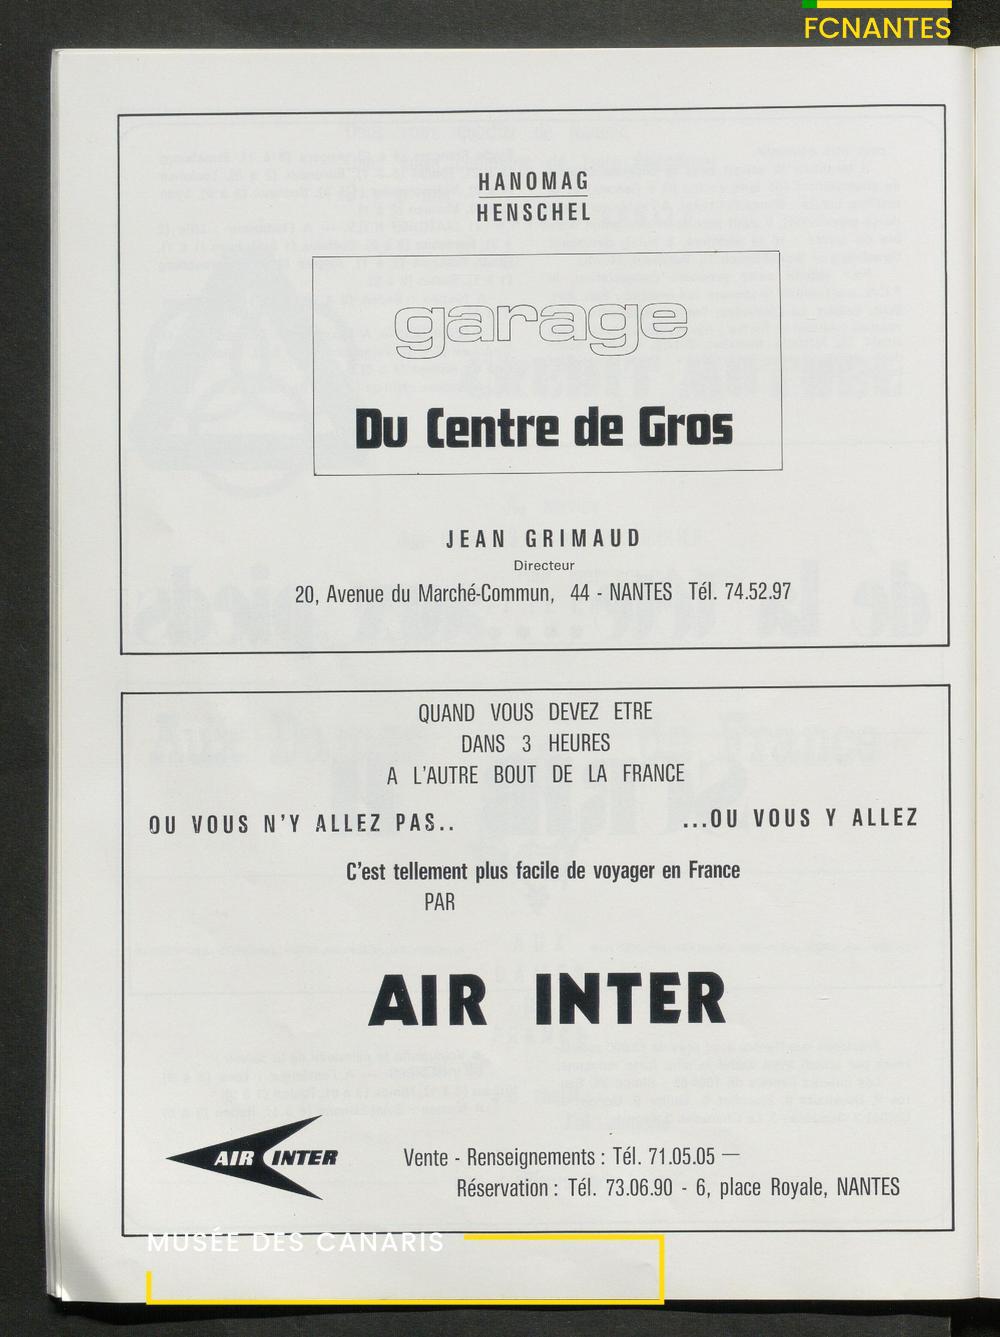 FCNANTES
HANOMAG
HENSCHEL
garage
Du Centre de Gros
JEAN GRIMAUD
Directeur
20, Avenue du Marché-Commun, 44 - NANTES Tél. 74.52.97
QUAND VOUS DEVEZ ETRE
DANS 3 HEURES
A L'AUTRE BOUT DE LA FRANCE
OU VOUS N'Y ALLEZ PAS.. ...OU VOUS Y ALLEZ
C'est tellement plus facile de voyager en France
PAR
AIR INTER
AIR INTER
Vente - Renseignements : Tél. 71.05.05 —
Réservation : Tél. 73.06.90 - 6, place Royale, NANTES
MUSÉE DES CANARIS